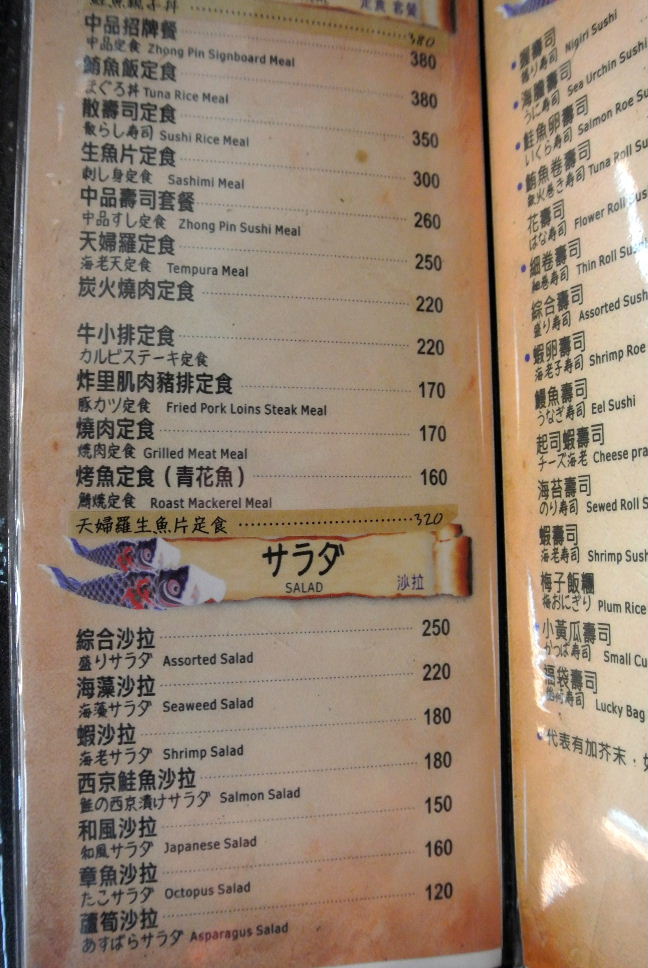 定食 套餐
380
中品招牌餐 380
中品定食 Zhong Pin Signboard Meal
鮪魚飯定食 380
まぐろ丼 Tuna Rice Meal
散壽司定食 350
散らし寿司 Sushi Rice Meal
生魚片定食 300
刺し身定食 Sashimi Meal
中品壽司套餐 260
中品すし定食 Zhong Pin Sushi Meal
天婦羅定食 250
海老天定食 Tempura Meal
炭火燒肉定食 220
牛小排定食 220
カルビステーキ定食
炸里肌肉豬排定食 170
豚カツ定食 Fried Pork Loins Steak Meal
燒肉定食 170
焼肉定食 Grilled Meat Meal
烤魚定食（青花魚） 160
鯖焼定食 Roast Mackerel Meal
天婦羅生魚片定食 320
サラダ
SALAD 沙拉
綜合沙拉 250
盛りサラダ Assorted Salad
海藻沙拉 220
海藻サラダ Seaweed Salad
蝦沙拉 180
海老サラダ Shrimp Salad
西京鮭魚沙拉 180
鮭の西京漬けサラダ Salmon Salad
和風沙拉 150
和風サラダ Japanese Salad
章魚沙拉 160
たこサラダ Octopus Salad
蘆筍沙拉 120
あすぱらサラダ Asparagus Salad
握壽司
握り寿司 Nigiri Sushi
海膽壽司
うに寿司 Sea Urchin Sushi
鮭魚卵壽司
いくら寿司 Salmon Roe Su
鮪魚卷壽司
鉄火巻き寿司 Tuna Roll Su
花壽司
はな寿司 Flower Roll Sus
細卷壽司
細巻寿司 Thin Roll Sushi
綜合壽司
盛り寿司 Assorted Sush
蝦卵壽司
海老子寿司 Shrimp Roe
鰻魚壽司
うなぎ寿司 Eel Sushi
起司蝦壽司
チーズ海老 Cheese pra
海苔壽司
のり寿司 Sewed Roll S
蝦壽司
海老寿司 Shrimp Sush
梅子飯糰
梅おにぎり Plum Rice
小黃瓜壽司
かっぱ寿司 Small Cu
福袋壽司
Lucky Bag
代表有加芥末，